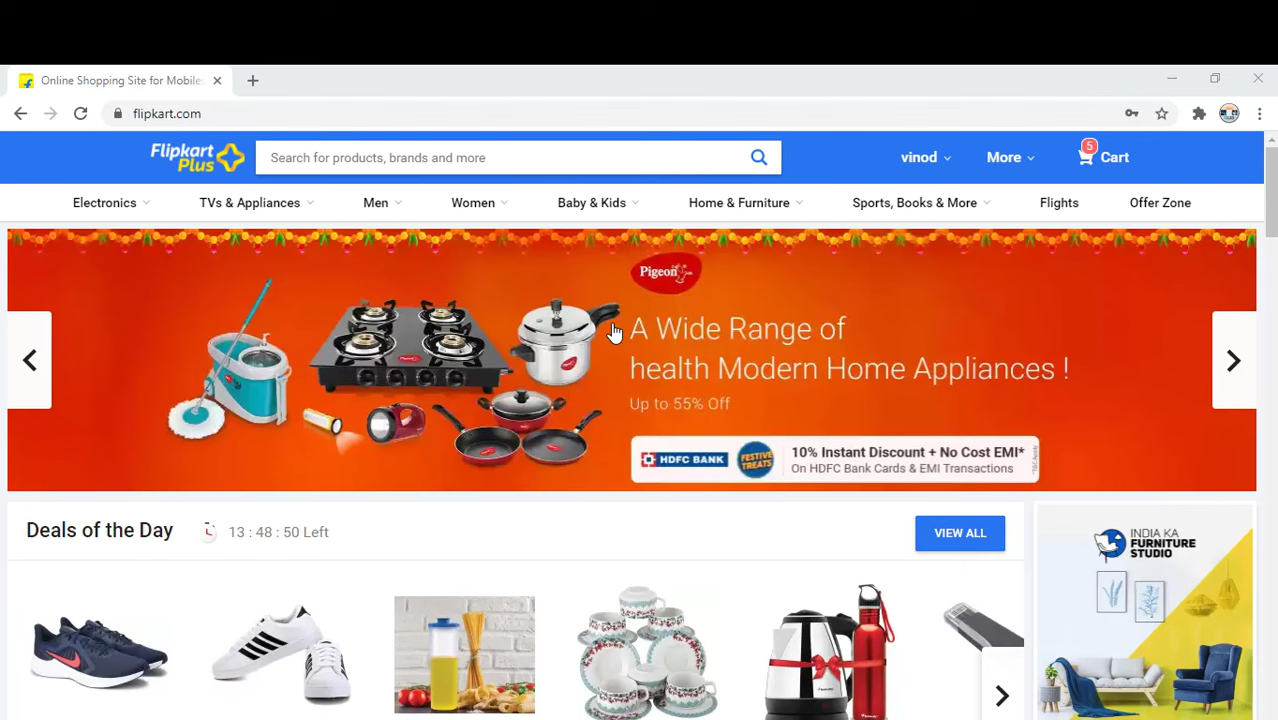 Online Shopping Site for Mobiles
flipkart.com
Flipkart
Plus
Search for products, brands and more
vinod
More
5
Cart
Electronics
TVs & Appliances
Men
Women
Baby & Kids
Home & Furniture
Sports, Books & More
Flights
Offer Zone
Pigeon
A Wide Range of
health Modern Home Appliances !
Up to 55% Off
HDFC BANK
FESTIVE
TREATS
10% Instant Discount + No Cost EMI*
On HDFC Bank Cards & EMI Transactions
*T&C Apply
Deals of the Day
13 : 48 : 50 Left
VIEW ALL
INDIA KA
FURNITURE
STUDIO